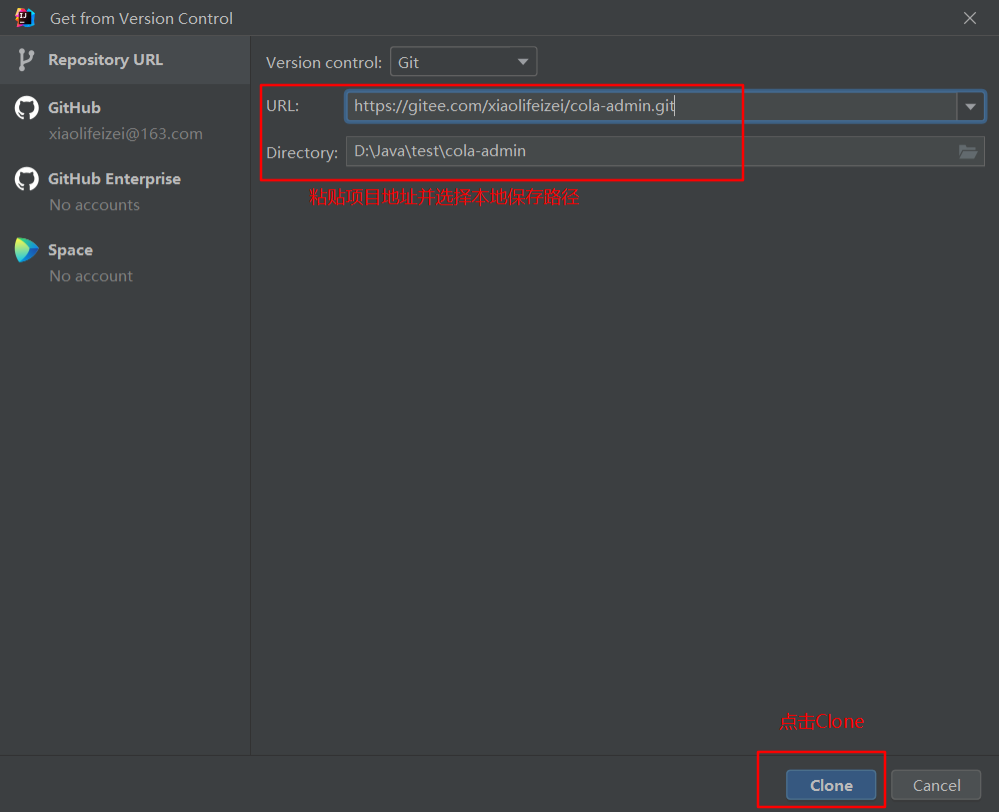 Get from Version Control
Repository URL
GitHub
xiaolifeizei@163.com
GitHub Enterprise
No accounts
Space
No account
Version control: Git
URL: https://gitee.com/xiaolifeizei/cola-admin.git
Directory: D:\Java\test\cola-admin
粘贴项目地址并选择本地保存路径
点击Clone
Clone
Cancel